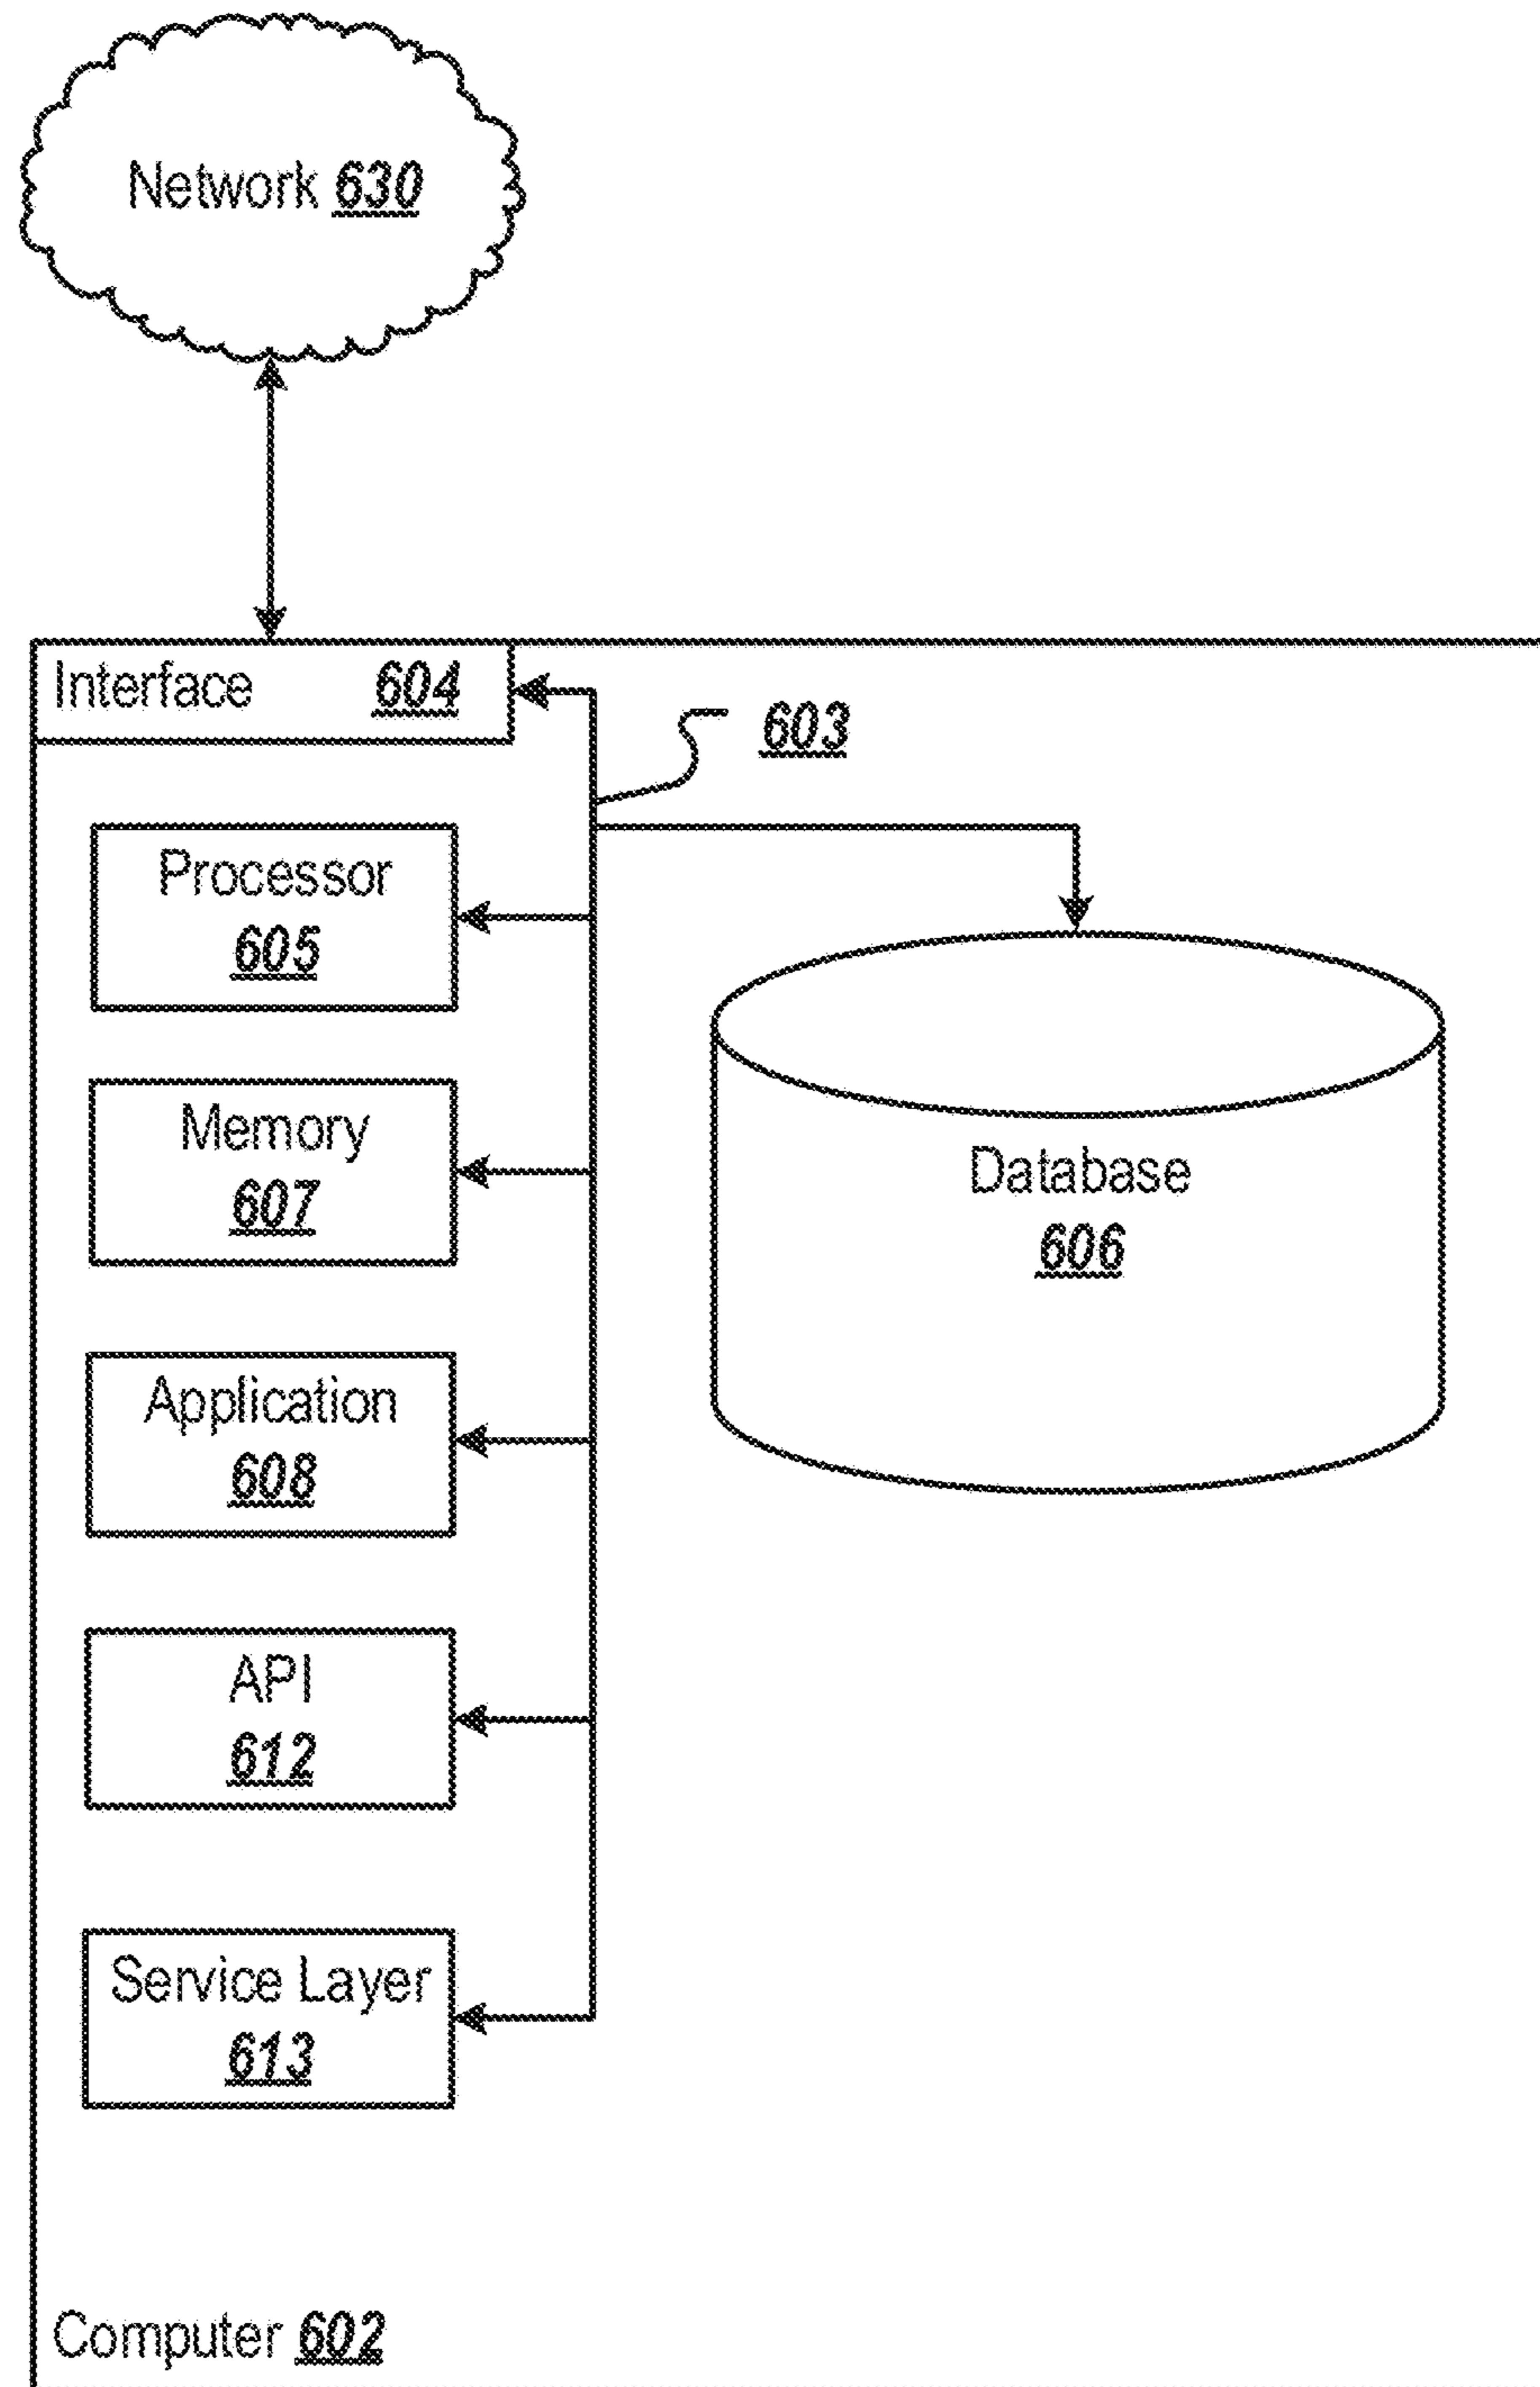 Network 630
Interface 604
603
Processor
605
Memory
607
Database
606
Application
608
API
612
Service Layer
613
Computer 602